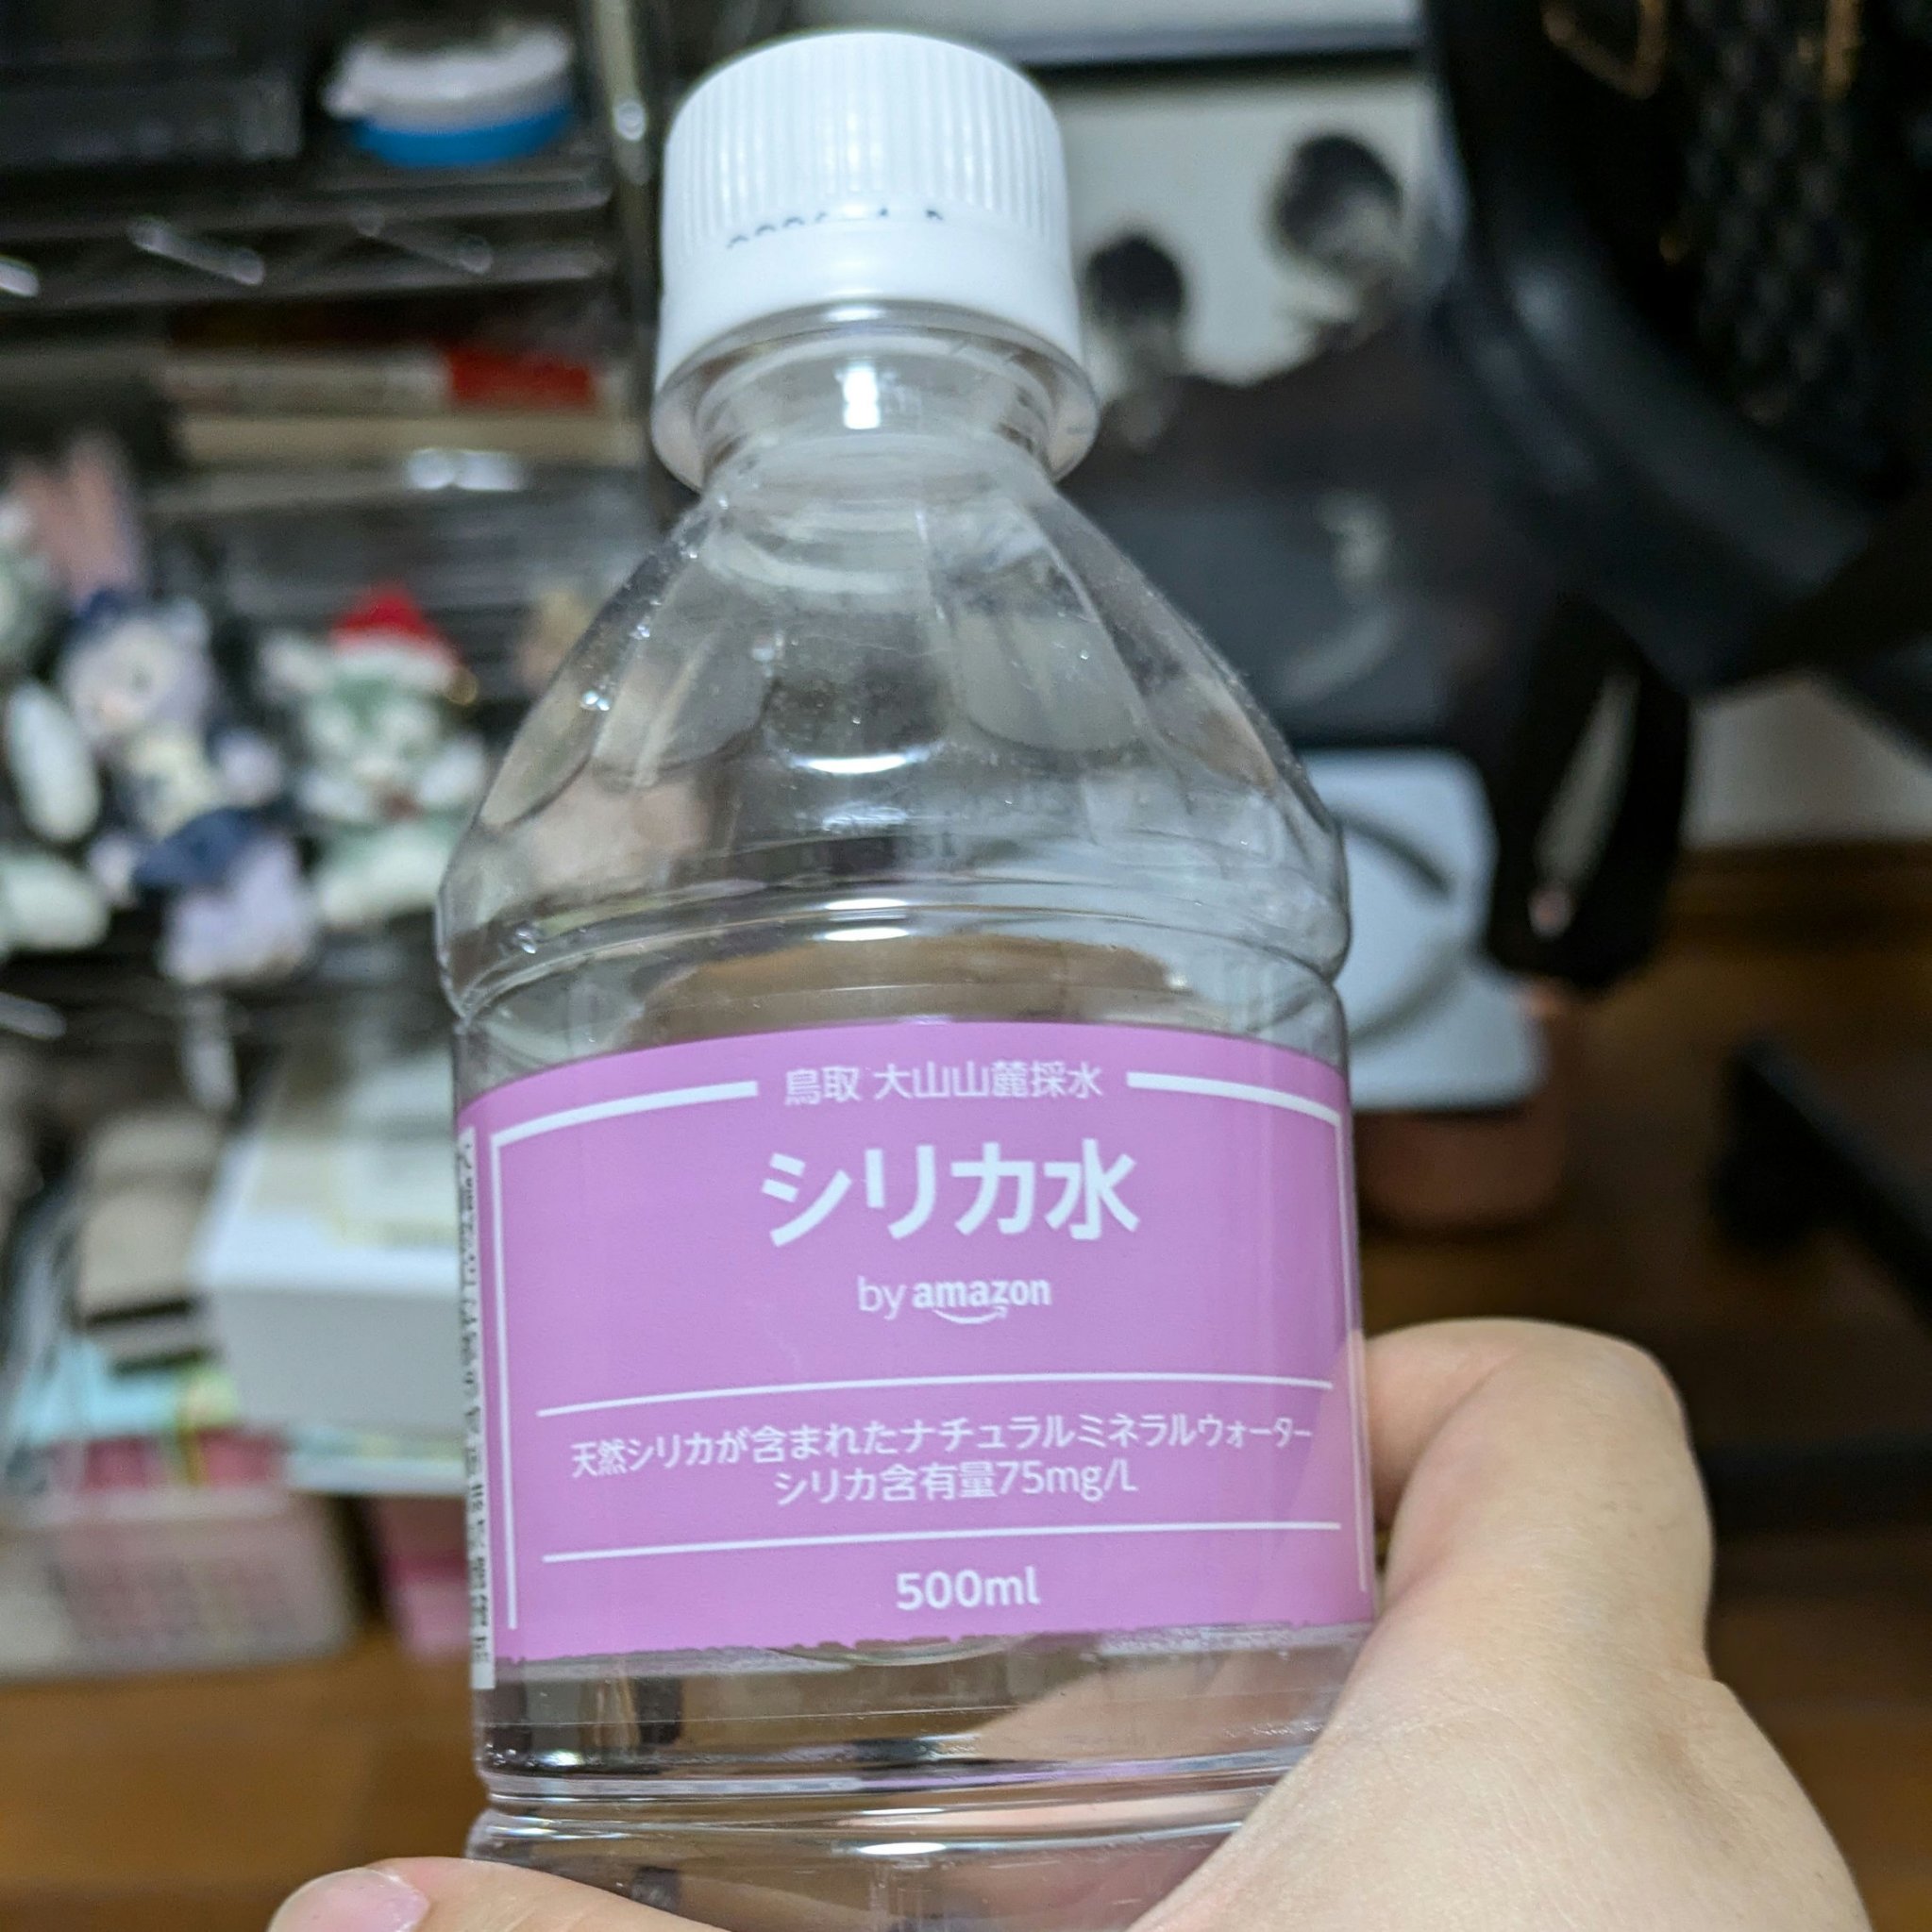 鳥取 大山山麓採水
シリカ水
by amazon
天然シリカが含まれたナチュラルミネラルウォーター
シリカ含有量75mg/L
500ml